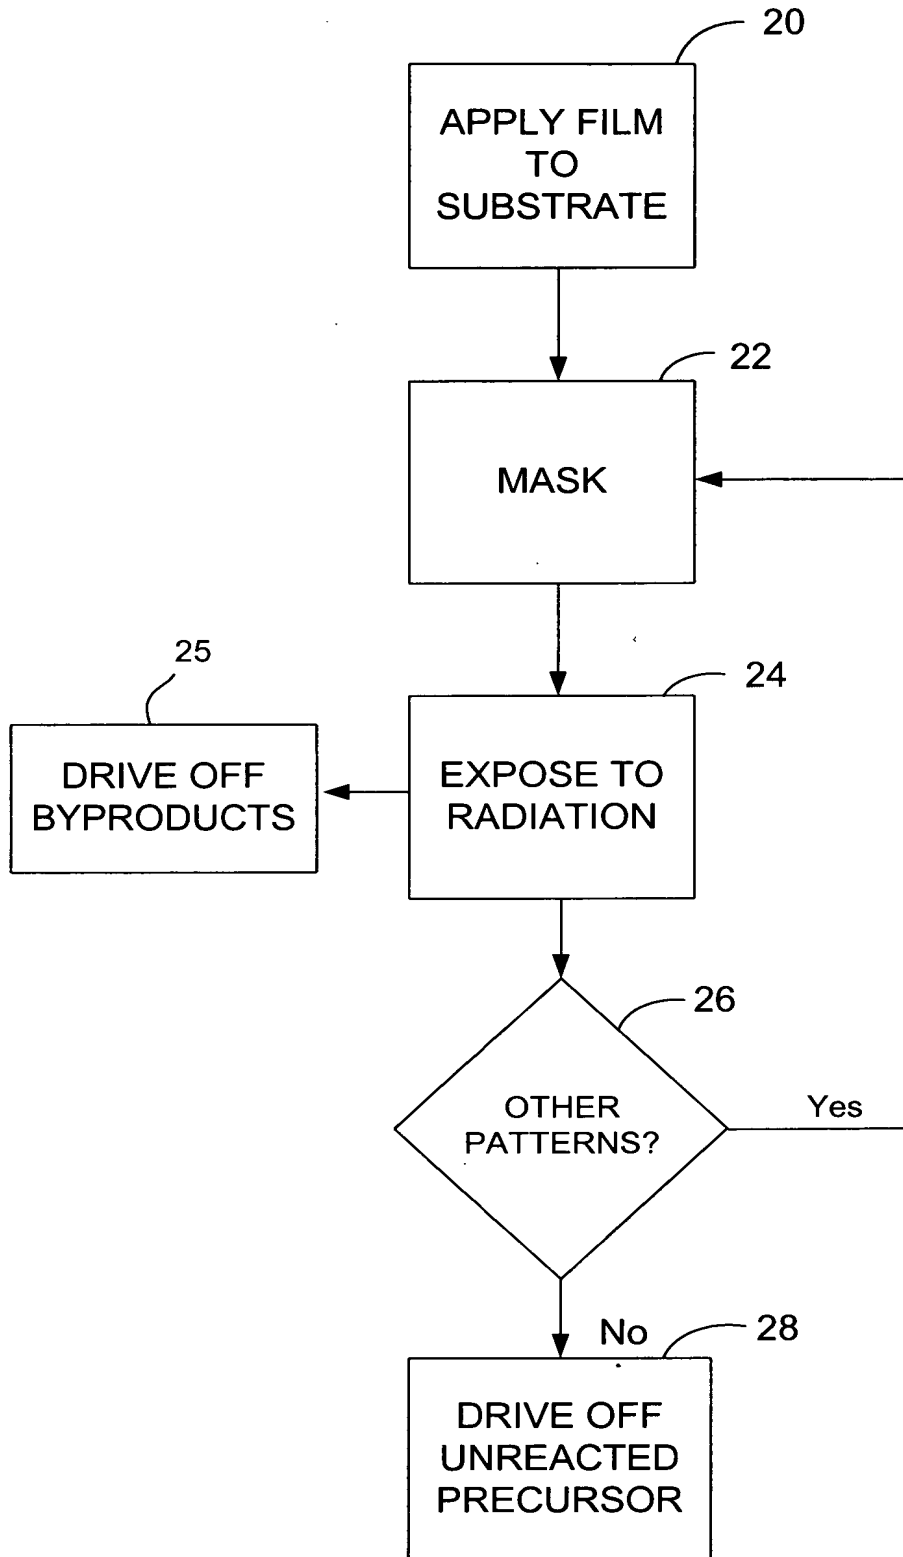 20
APPLY FILM
TO
SUBSTRATE
22
MASK
25
24
DRIVE OFF
BYPRODUCTS
EXPOSE TO
RADIATION
26
OTHER
PATTERNS?
Yes
No
28
DRIVE OFF
UNREACTED
PRECURSOR